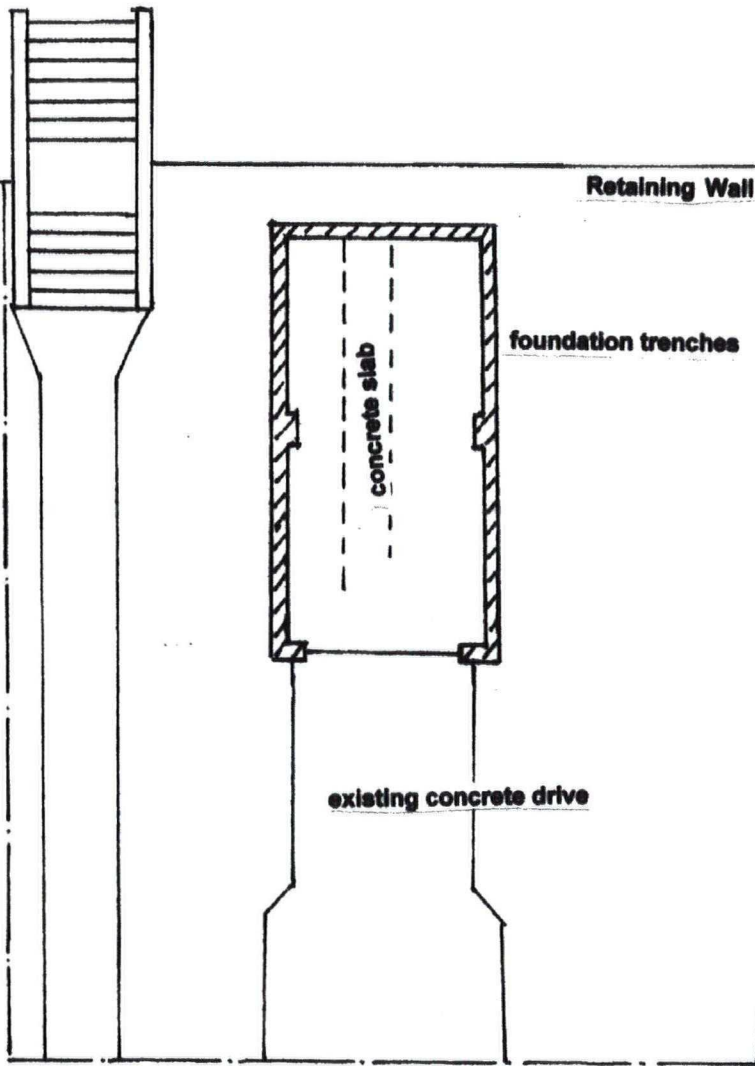 Retaining Wall
foundation trenches
concrete slab
existing concrete drive